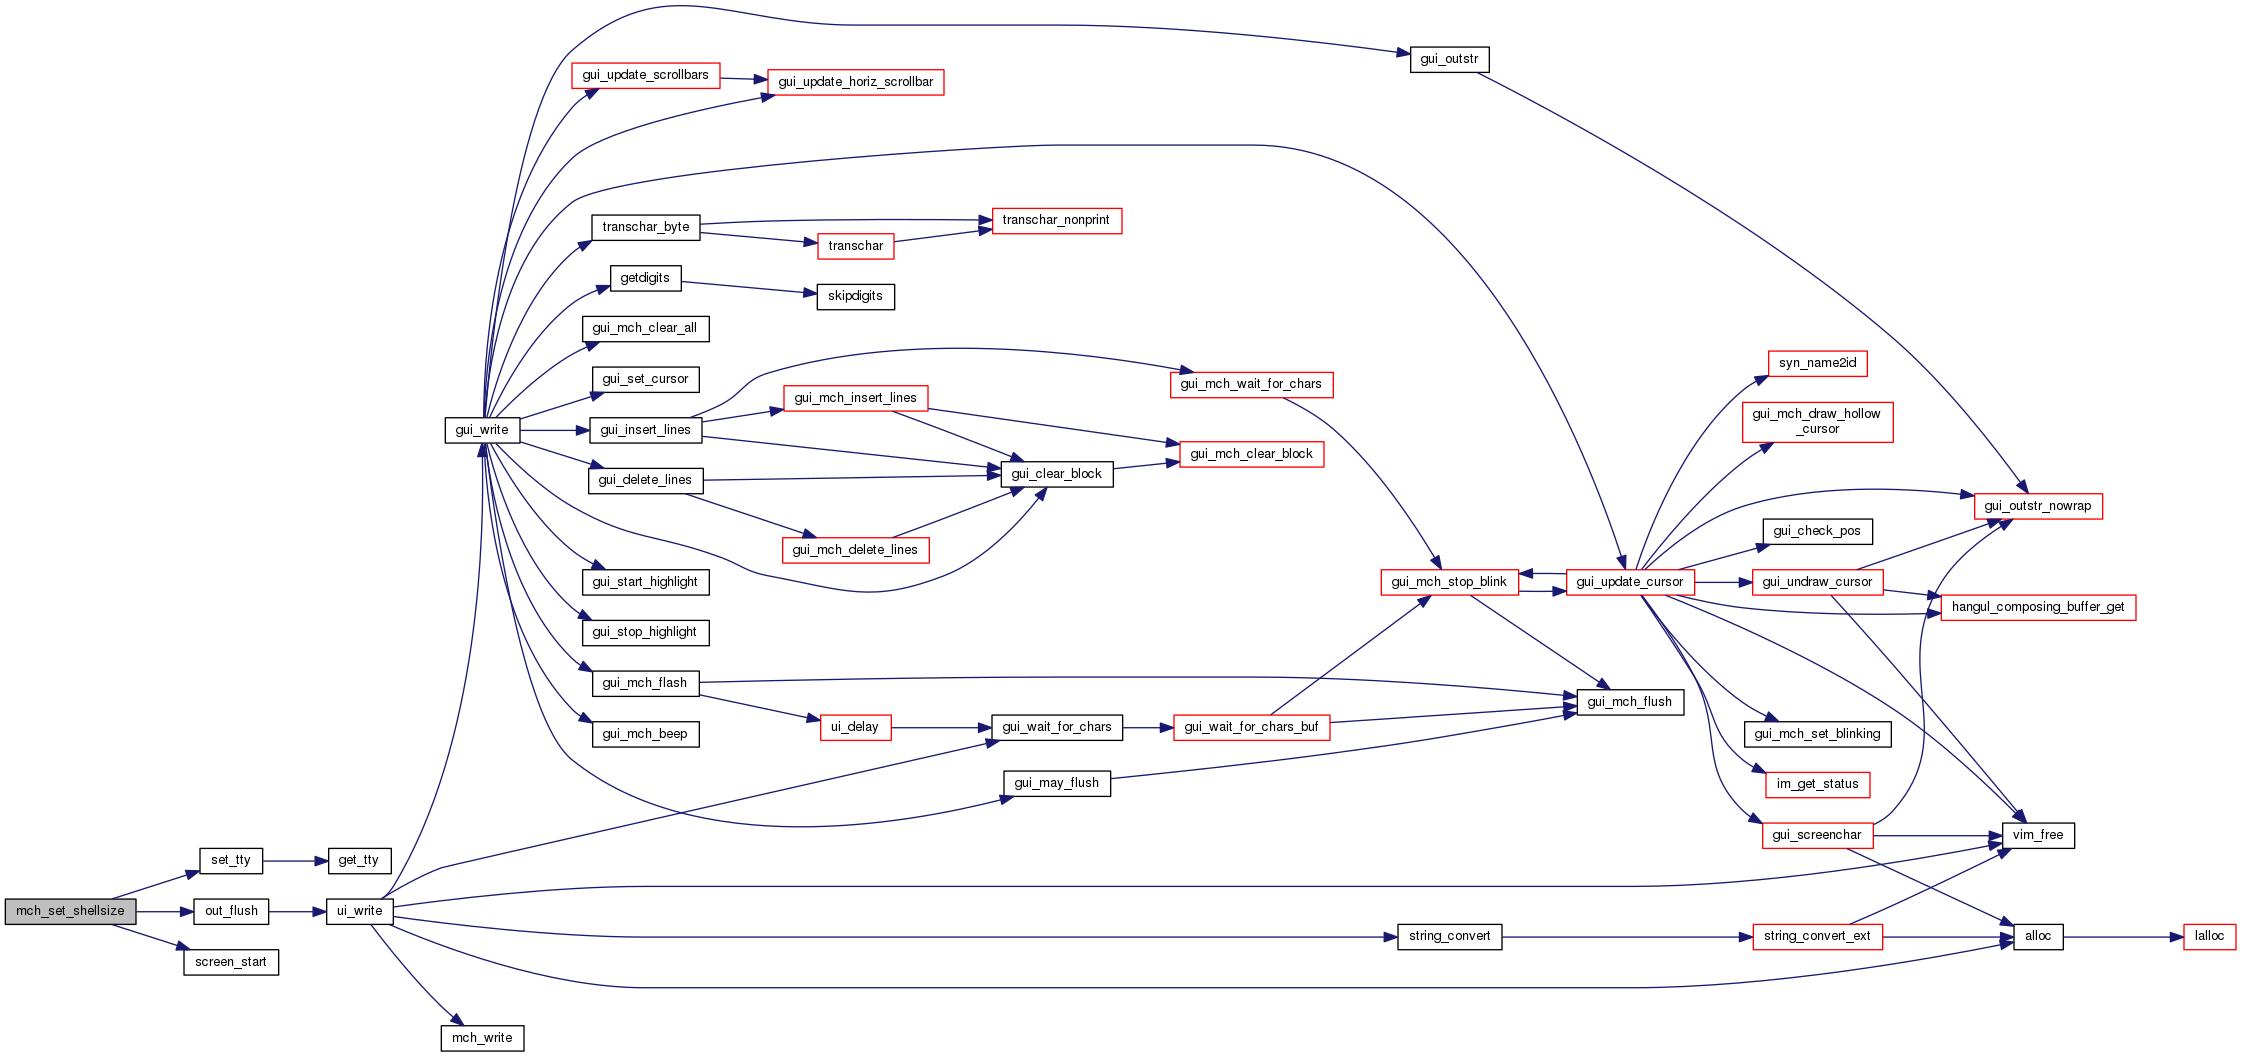 gui_outstr
gui_update_scrollbars
gui_update_horiz_scrollbar
transchar_byte
transchar_nonprint
transchar
getdigits
skipdigits
gui_mch_clear_all
gui_set_cursor
gui_write
gui_insert_lines
gui_mch_insert_lines
gui_mch_wait_for_chars
gui_mch_clear_block
gui_delete_lines
gui_clear_block
gui_mch_delete_lines
gui_start_highlight
gui_stop_highlight
gui_mch_flash
gui_mch_beep
ui_delay
gui_wait_for_chars
gui_wait_for_chars_buf
gui_may_flush
gui_mch_stop_blink
gui_update_cursor
gui_mch_flush
syn_name2id
gui_mch_draw_hollow
_cursor
gui_outstr_nowrap
gui_check_pos
gui_undraw_cursor
hangul_composing_buffer_get
gui_mch_set_blinking
im_get_status
gui_screenchar
vim_free
set_tty
get_tty
mch_set_shellsize
out_flush
ui_write
screen_start
string_convert
string_convert_ext
alloc
lalloc
mch_write